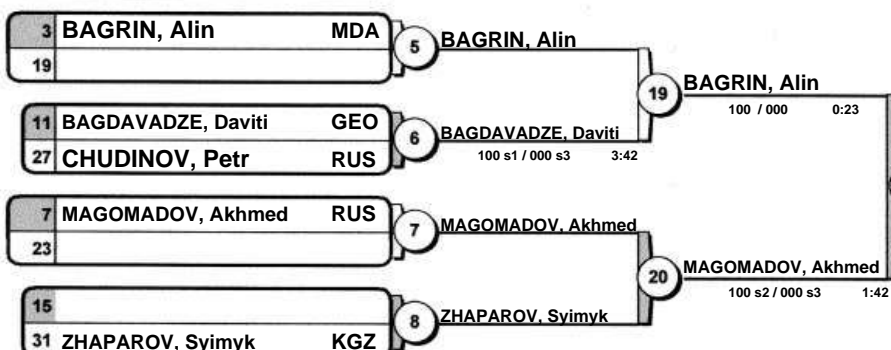 3 BAGRIN, Alin MDA
19
5
BAGRIN, Alin
11 BAGDAVADZE, Daviti GEO
27 CHUDINOV, Petr RUS
6
BAGDAVADZE, Daviti
100 s1 / 000 s3 3:42
19
BAGRIN, Alin
100 / 000 0:23
7 MAGOMADOV, Akhmed RUS
23
7
MAGOMADOV, Akhmed
15
31 ZHAPAROV, Syimyk KGZ
8
ZHAPAROV, Syimyk
20
MAGOMADOV, Akhmed
100 s2 / 000 s3 1:42